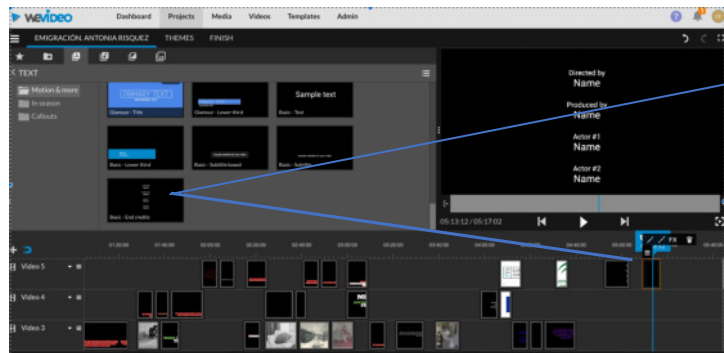 WeVideo
Dashboard Projects Media Videos Templates Admin
EMIGRACIÓN. ANTONIA RISQUEZ THEMES FINISH
TEXT
Motion & more
In season
Callouts
PRIMARY TEXT
Sample text
Glamour - Title Glamour - Lower third Basic - Text
Basic - Lower third Basic - Subtitle boxed Basic - Subtitle
Basic - End credits
Directed by
Name
Produced by
Name
Actor #1
Name
Actor #2
Name
05:13:12 / 05:17:02
FX
Video 5
Video 4
Video 3